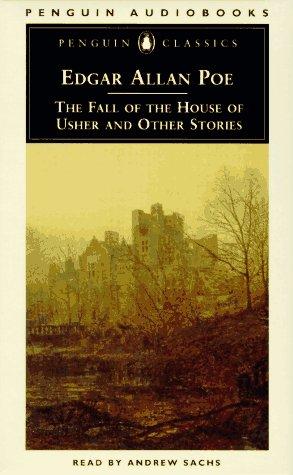 PENGUIN AUDIOBOOKS
PENGUIN CLASSICS
EDGAR ALLAN POE
THE FALL OF THE HOUSE OF
USHER AND OTHER STORIES
READ BY ANDREW SACHS